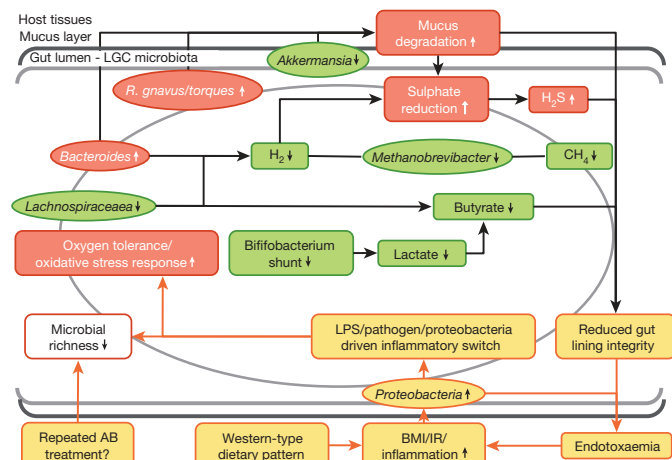 Host tissues
Mucus layer
Gut lumen - LGC microbiota
Mucus
degradation ↑
Akkermansia ↓
R. gnavus/torques ↑
Sulphate
reduction ↑
H₂S ↑
Bacteroides ↑
H₂ ↓
Methanobrevibacter ↓
CH₄ ↓
Lachnospiraceaea ↓
Butyrate ↓
Oxygen tolerance/
oxidative stress response ↑
Bififobacterium
shunt ↓
Lactate ↓
Microbial
richness ↓
LPS/pathogen/proteobacteria
driven inflammatory switch
Reduced gut
lining integrity
Proteobacteria ↑
Repeated AB
treatment?
Western-type
dietary pattern
BMI/IR/
inflammation ↑
Endotoxaemia